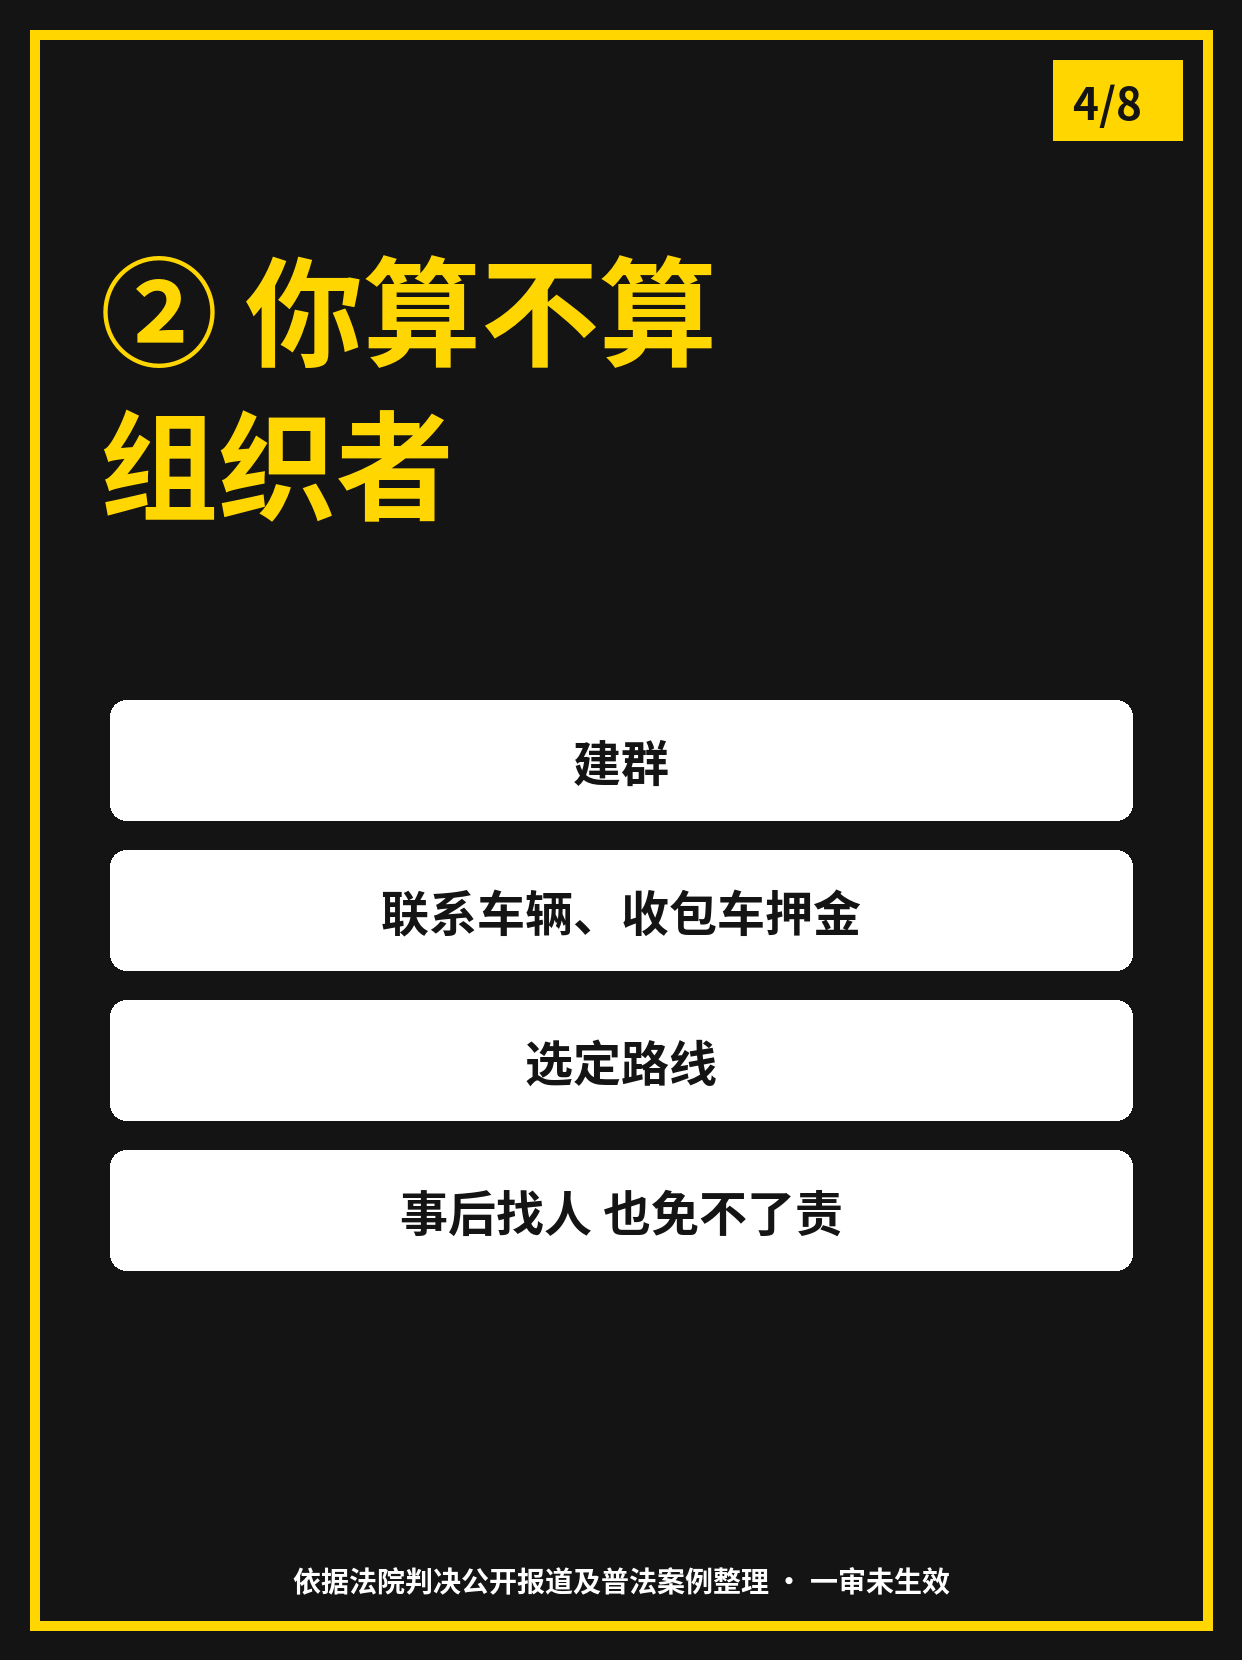 4/8
② 你算不算
组织者
建群
联系车辆、收包车押金
选定路线
事后找人 也免不了责
依据法院判决公开报道及普法案例整理 · 一审未生效